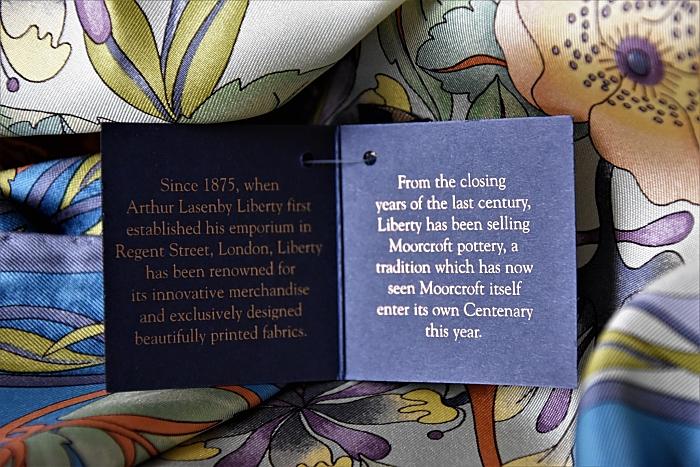 Since 1875, when
Arthur Lasenby Liberty first
established his emporium in
Regent Street, London, Liberty
has been renowned for
its innovative merchandise
and exclusively designed
beautifully printed fabrics.
From the closing
years of the last century,
Liberty has been selling
Moorcroft pottery, a
tradition which has now
seen Moorcroft itself
enter its own Centenary
this year.